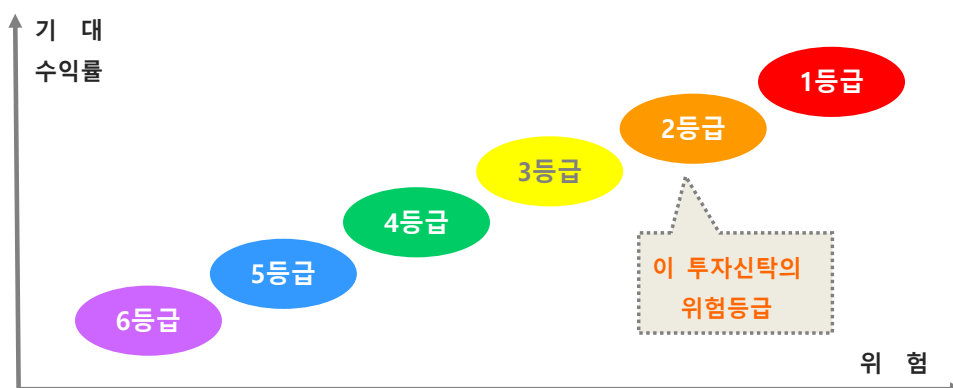 기 대
수익률
1등급
2등급
3등급
4등급
5등급
6등급
이 투자신탁의
위험등급
위 험